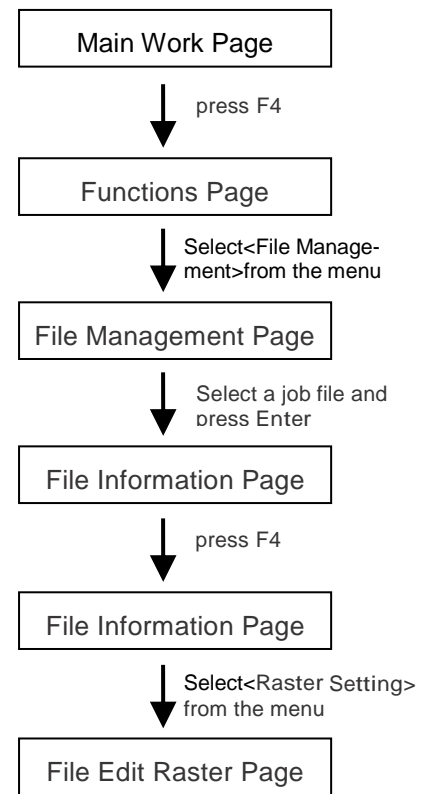 Main Work Page
press F4
Functions Page
Select<File Manage-
ment>from the menu
File Management Page
Select a job file and
press Enter
File Information Page
press F4
File Information Page
Select<Raster Setting>
from the menu
File Edit Raster Page